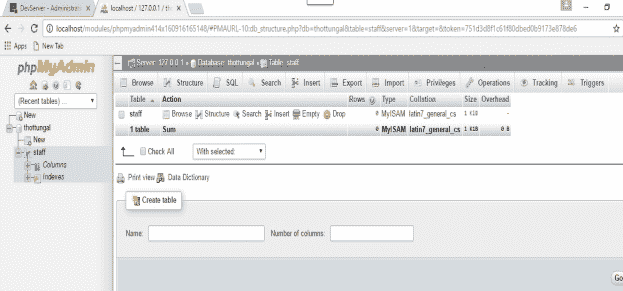 DevServer - Administrati
localhost / 127.0.0.1 / th
localhost/modules/phpmyadmin414x160916165148/#PMAURL-10:db_structure.php?db=thottungal&table=staff&server=1&target=&token=751d3d8f1c61f80dbed0b9173e878de6
Apps New Tab
phpMyAdmin
(Recent tables) ...
New
thottungal
New
staff
Columns
Indexes
Server: 127.0.0.1 » Database: thottungal » Table: staff
Browse Structure SQL Search Insert Export Import Privileges Operations Tracking Triggers
Table Action Rows Type Collation Size Overhead
staff Browse Structure Search Insert Empty Drop 0 MyISAM latin7_general_cs 1 KiB -
1 table Sum 0 MyISAM latin7_general_cs 1 KiB 0 B
Check All With selected:
Print view Data Dictionary
Create table
Name: Number of columns:
Go